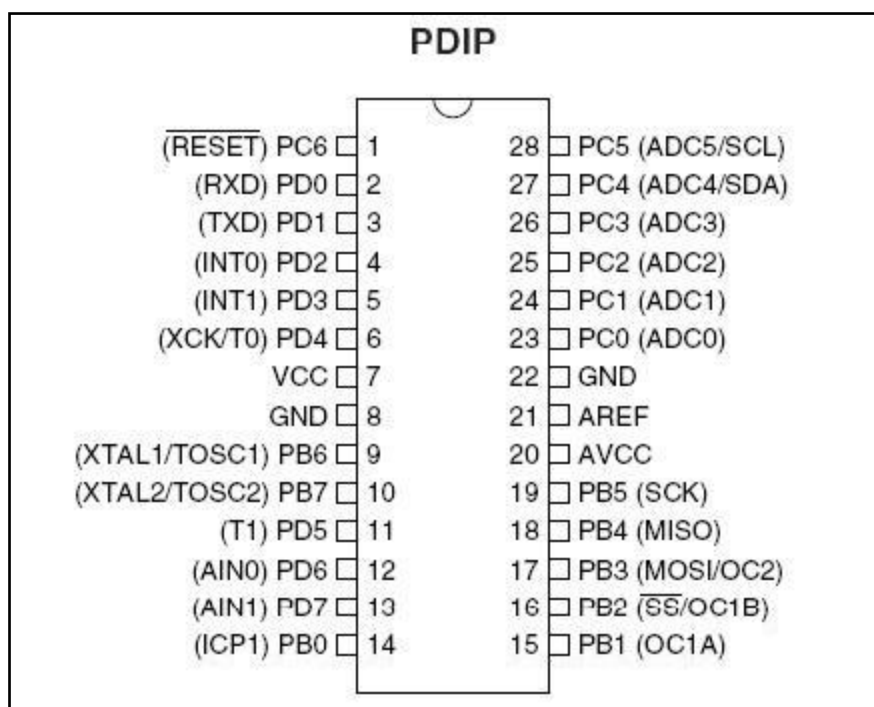 PDIP
(RESET) PC6 1 28 PC5 (ADC5/SCL)
(RXD) PD0 2 27 PC4 (ADC4/SDA)
(TXD) PD1 3 26 PC3 (ADC3)
(INT0) PD2 4 25 PC2 (ADC2)
(INT1) PD3 5 24 PC1 (ADC1)
(XCK/T0) PD4 6 23 PC0 (ADC0)
VCC 7 22 GND
GND 8 21 AREF
(XTAL1/TOSC1) PB6 9 20 AVCC
(XTAL2/TOSC2) PB7 10 19 PB5 (SCK)
(T1) PD5 11 18 PB4 (MISO)
(AIN0) PD6 12 17 PB3 (MOSI/OC2)
(AIN1) PD7 13 16 PB2 (SS/OC1B)
(ICP1) PB0 14 15 PB1 (OC1A)